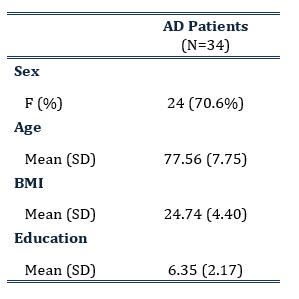 AD Patients
(N=34)
Sex
F (%) 24 (70.6%)
Age
Mean (SD) 77.56 (7.75)
BMI
Mean (SD) 24.74 (4.40)
Education
Mean (SD) 6.35 (2.17)